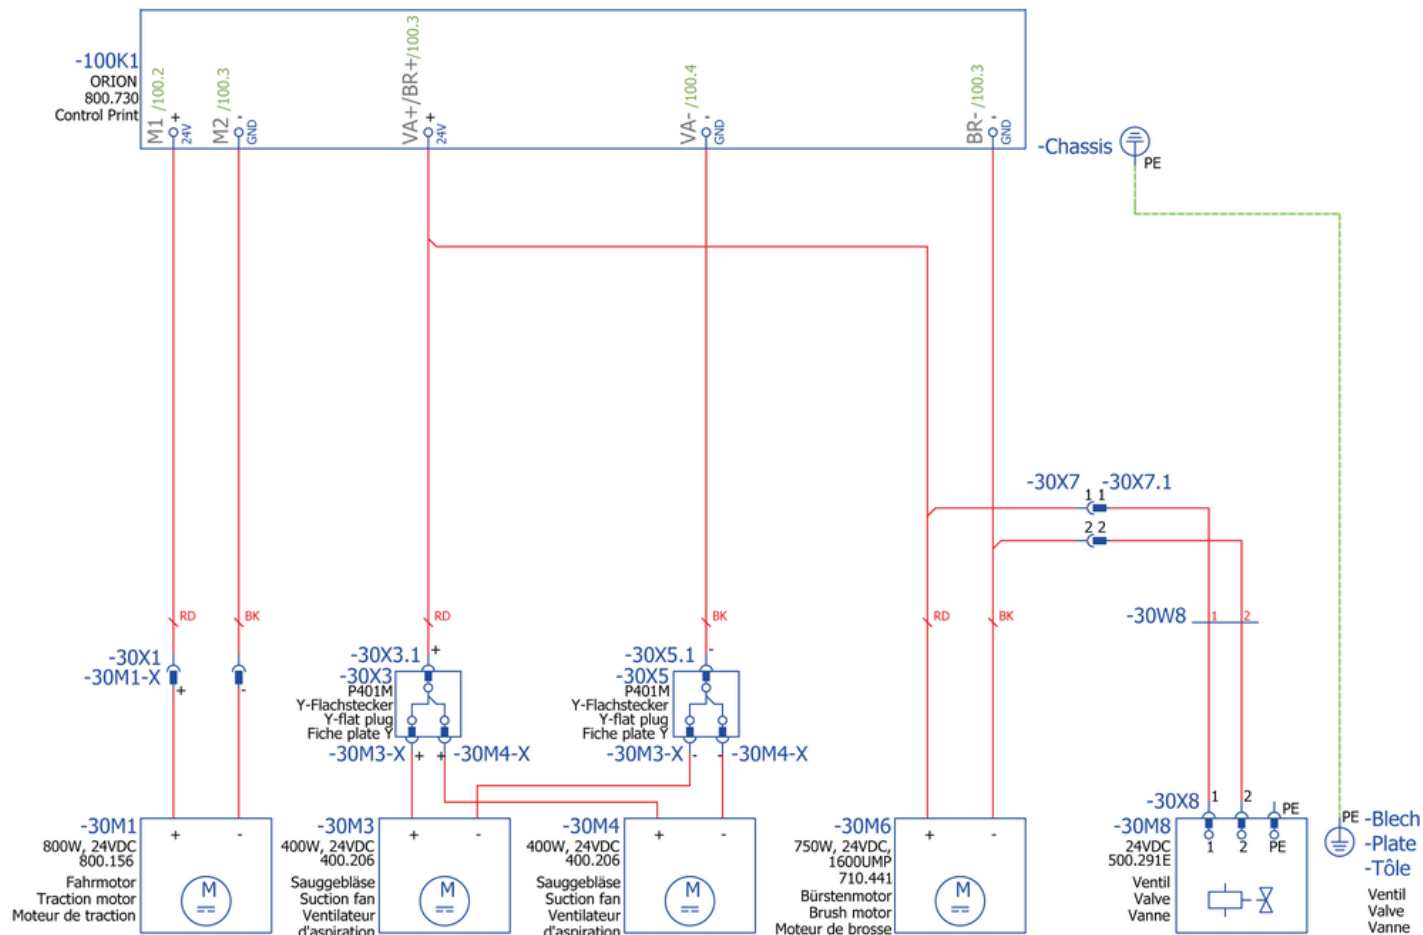 -100K1
ORION
800.730
Control Print
M1 /100.2
+
24V
M2 /100.3
-
GND
VA+/BR+/100.3
+
24V
VA- /100.4
-
GND
BR- /100.3
-
GND
-Chassis
PE
-30X7
-30X7.1
1 1
2 2
RD
BK
RD
BK
RD
BK
-30W8
1
2
-30X1
-30M1-X
+
-
-30X3.1
+
-30X3
P401M
Y-Flachstecker
Y-flat plug
Fiche plate Y
-30M3-X
+
+
-30M4-X
-30X5.1
-
-30X5
P401M
Y-Flachstecker
Y-flat plug
Fiche plate Y
-30M3-X
-
-
-30M4-X
-30M1
800W, 24VDC
800.156
Fahrmotor
Traction motor
Moteur de traction
+
-
M
-30M3
400W, 24VDC
400.206
Sauggebläse
Suction fan
Ventilateur
d'aspiration
+
-
M
-30M4
400W, 24VDC
400.206
Sauggebläse
Suction fan
Ventilateur
d'aspiration
+
-
M
-30M6
750W, 24VDC,
1600UMP
710.441
Bürstenmotor
Brush motor
Moteur de brosse
+
-
M
-30X8
1
2
PE
-30M8
24VDC
500.291E
Ventil
Valve
Vanne
1
2
PE
PE
-Blech
-Plate
-Tôle
Ventil
Valve
Vanne